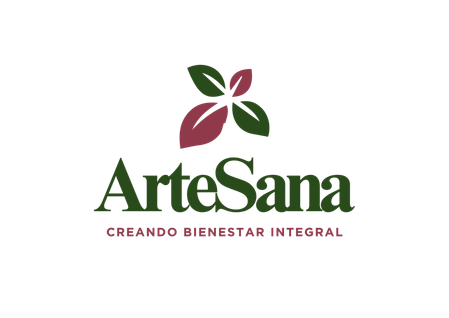 ArteSana
CREANDO BIENESTAR INTEGRAL